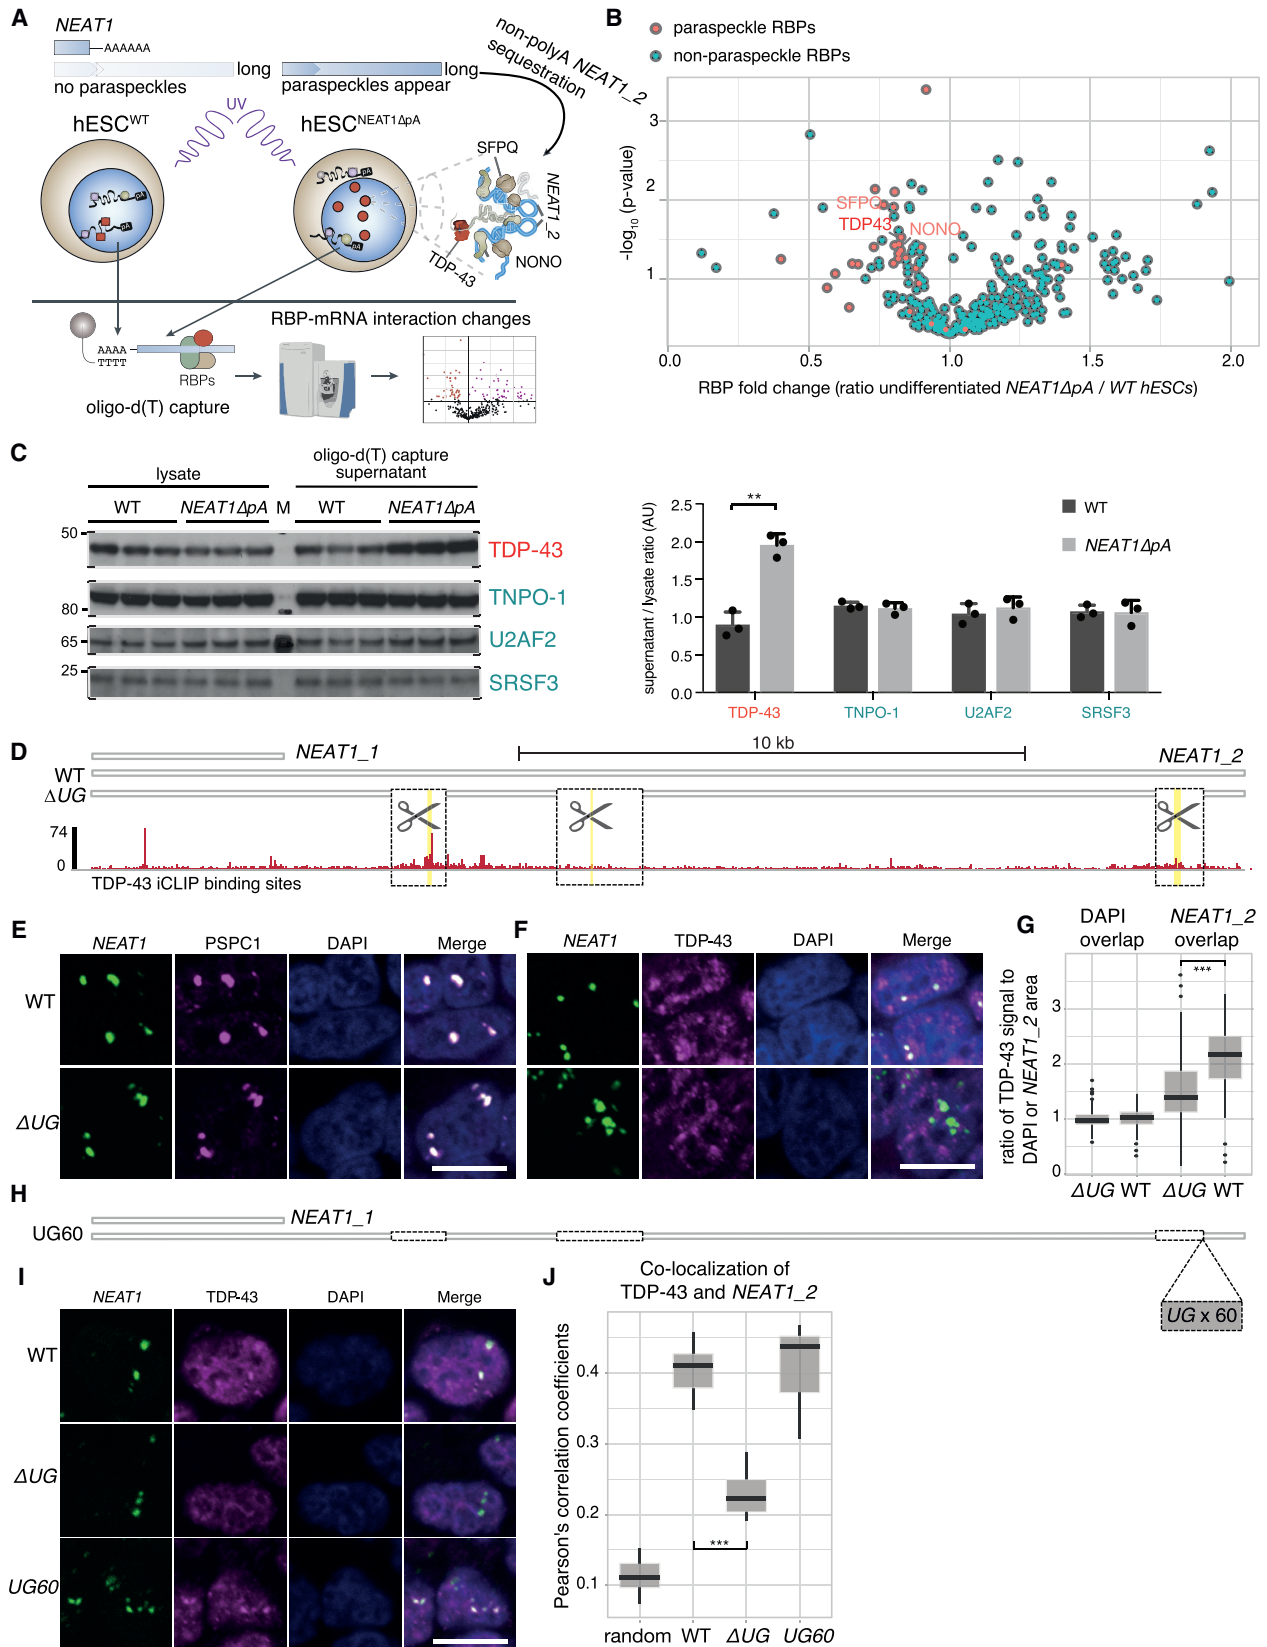 A
NEAT1
AAAAAA
long
no paraspeckles
long
paraspeckles appear
non-polyA NEAT1_2
sequestration
UV
hESCWT
hESCNEAT1ΔpA
pA
pA
pA
pA
SFPQ
NEAT1_2
TDP-43
NONO
AAAA
TTTT
RBPs
oligo-d(T) capture
RBP-mRNA interaction changes
B
paraspeckle RBPs
non-paraspeckle RBPs
-log10 (p-value)
3
2
1
SFPQ
TDP43
NONO
0.0
0.5
1.0
1.5
2.0
RBP fold change (ratio undifferentiated NEAT1ΔpA / WT hESCs)
C
lysate
oligo-d(T) capture
supernatant
WT
NEAT1ΔpA
M
WT
NEAT1ΔpA
50
TDP-43
80
TNPO-1
65
U2AF2
25
SRSF3
supernatant / lysate ratio (AU)
2.5
2.0
1.5
1.0
0.5
0.0
**
WT
NEAT1ΔpA
TDP-43
TNPO-1
U2AF2
SRSF3
D
NEAT1_1
10 kb
NEAT1_2
WT
ΔUG
74
0
TDP-43 iCLIP binding sites
E
NEAT1
PSPC1
DAPI
Merge
WT
ΔUG
F
NEAT1
TDP-43
DAPI
Merge
G
DAPI
overlap
NEAT1_2
overlap
***
ratio of TDP-43 signal to
DAPI or NEAT1_2 area
3
2
1
0
ΔUG
WT
ΔUG
WT
H
NEAT1_1
UG60
UG x 60
I
NEAT1
TDP-43
DAPI
Merge
WT
ΔUG
UG60
J
Co-localization of
TDP-43 and NEAT1_2
Pearson's correlation coefficients
0.4
0.3
0.2
0.1
***
random
WT
ΔUG
UG60